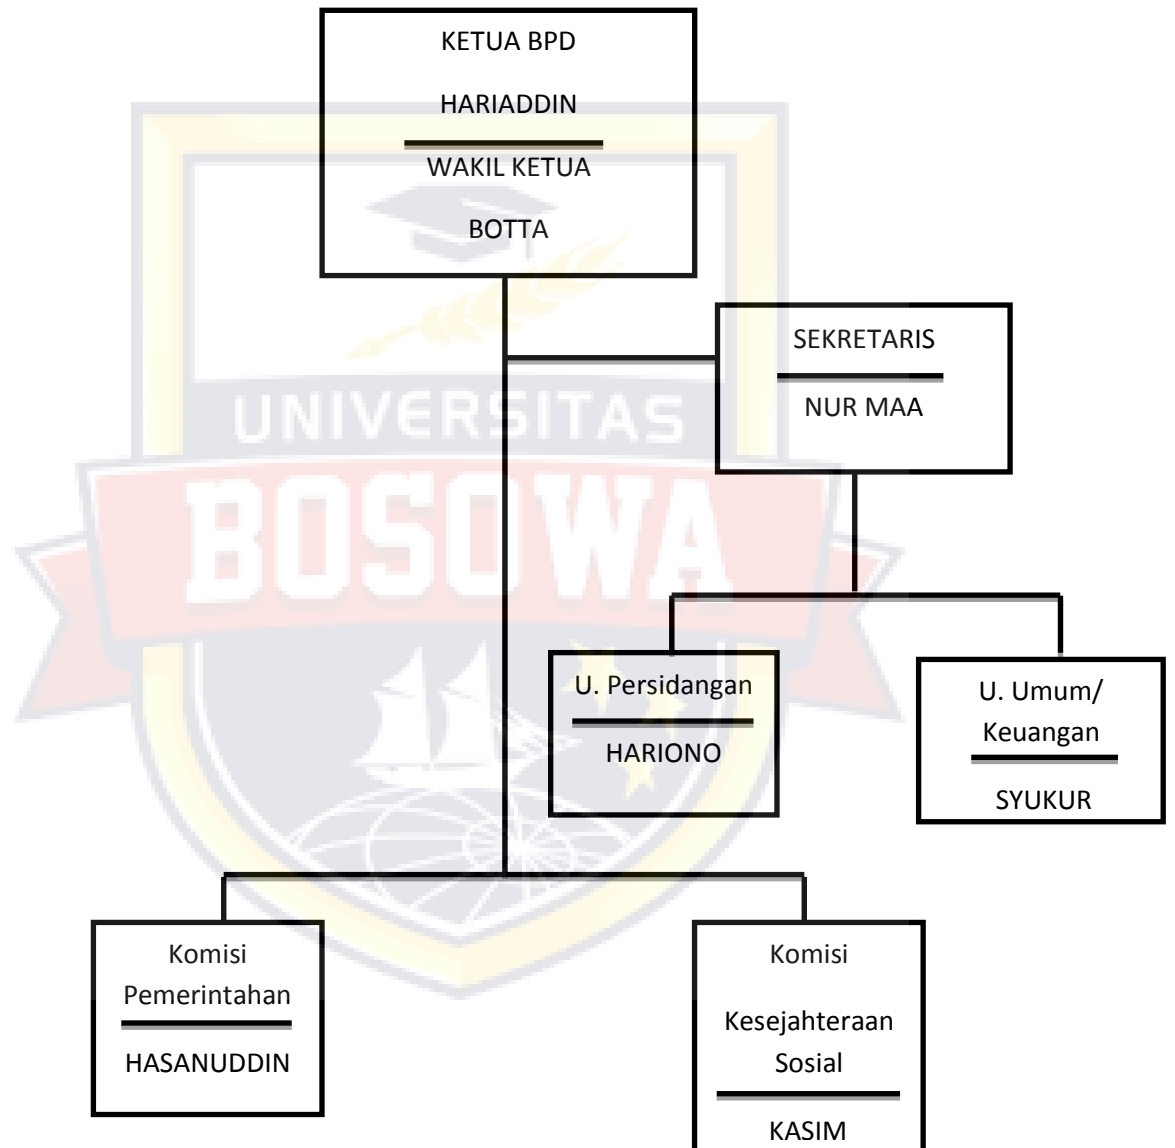 KETUA BPD
HARIADDIN
WAKIL KETUA
BOTTA
SEKRETARIS
NUR MAA
UNIVERSITAS
BOSOWA
U. Persidangan
HARIONO
U. Umum/
Keuangan
SYUKUR
Komisi
Pemerintahan
HASANUDDIN
Komisi
Kesejahteraan
Sosial
KASIM